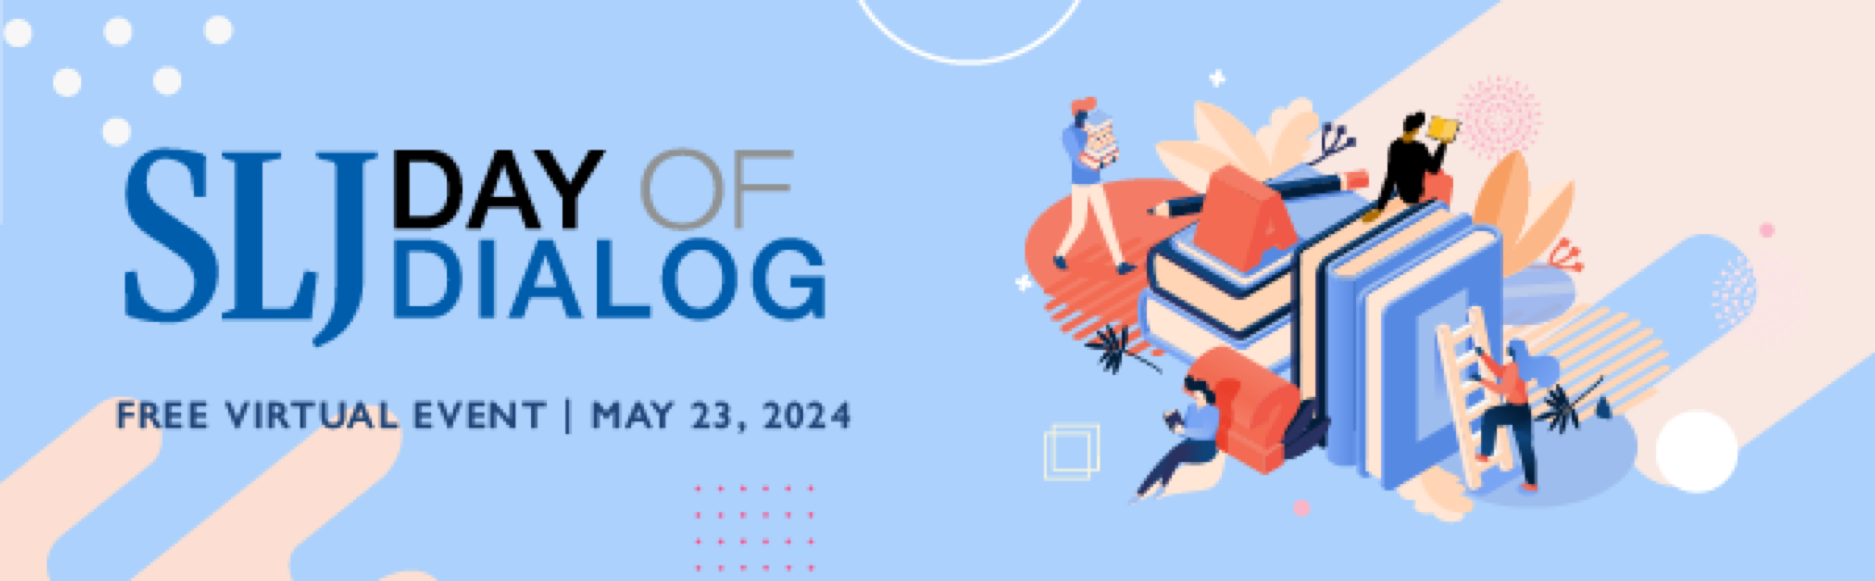 SLJ DAY OF
DIALOG
FREE VIRTUAL EVENT | MAY 23, 2024
A